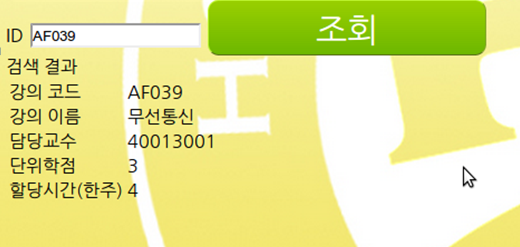 ID AF039 조회
검색 결과
강의 코드 AF039
강의 이름 무선통신
담당교수 40013001
단위학점 3
할당시간(한주) 4